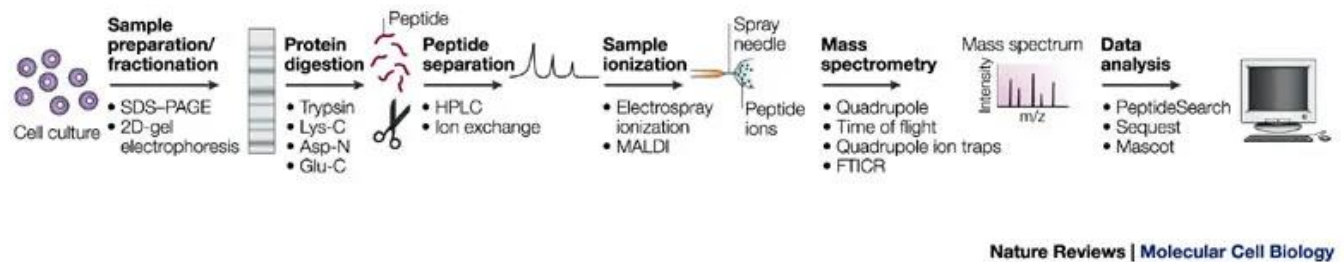 Cell culture
Sample
preparation/
fractionation
• SDS–PAGE
• 2D-gel
electrophoresis
Protein
digestion
• Trypsin
• Lys-C
• Asp-N
• Glu-C
Peptide
Peptide
separation
• HPLC
• Ion exchange
Sample
ionization
• Electrospray
ionization
• MALDI
Spray
needle
Peptide
ions
Mass
spectrometry
• Quadrupole
• Time of flight
• Quadrupole ion traps
• FTICR
Mass spectrum
Intensity
m/z
Data
analysis
• PeptideSearch
• Sequest
• Mascot
Nature Reviews | Molecular Cell Biology